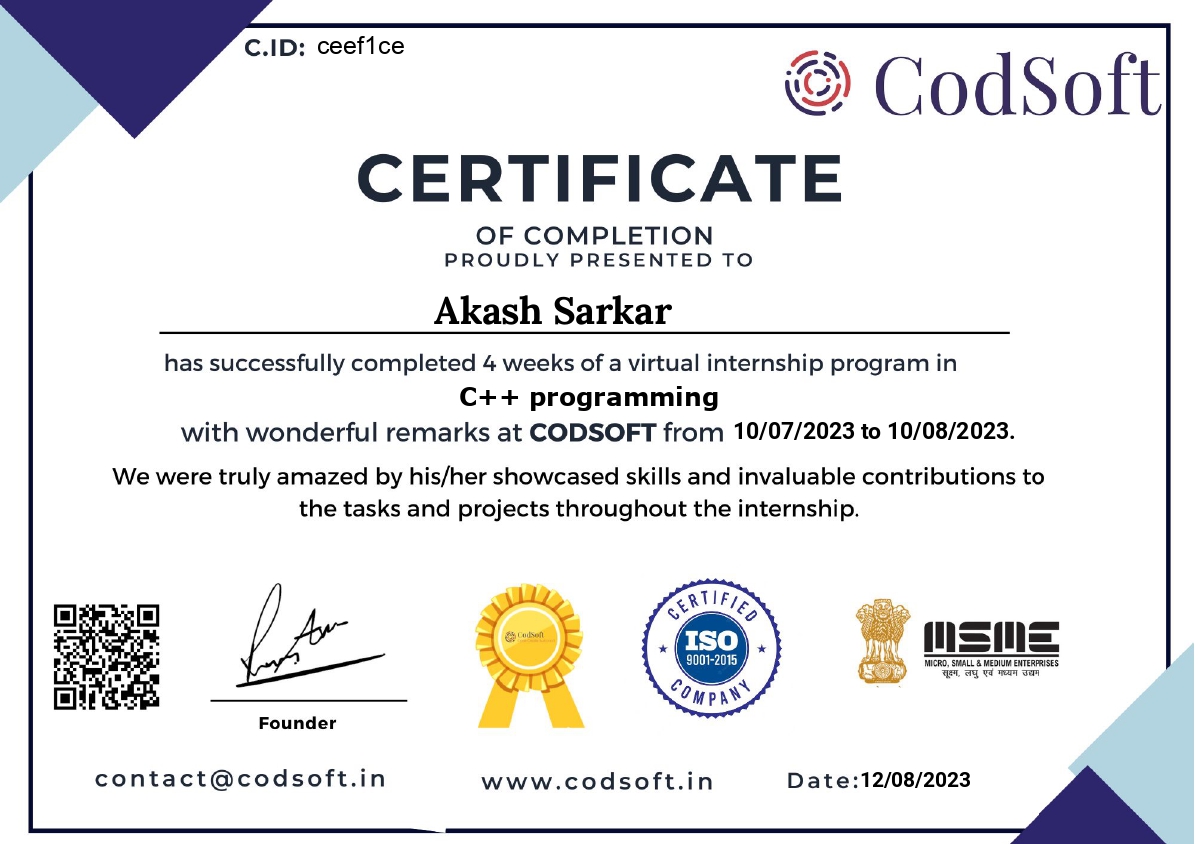 C.ID: ceef1ce
CodSoft
CERTIFICATE
OF COMPLETION
PROUDLY PRESENTED TO
Akash Sarkar
has successfully completed 4 weeks of a virtual internship program in
C++ programming
with wonderful remarks at CODSOFT from 10/07/2023 to 10/08/2023.
We were truly amazed by his/her showcased skills and invaluable contributions to
the tasks and projects throughout the internship.
Founder
CodSoft
CERTIFIED
ISO
9001-2015
COMPANY
MSME
MICRO, SMALL & MEDIUM ENTERPRISES
सूक्ष्म, लघु एवं मध्यम उद्यम
contact@codsoft.in
www.codsoft.in
Date:12/08/2023